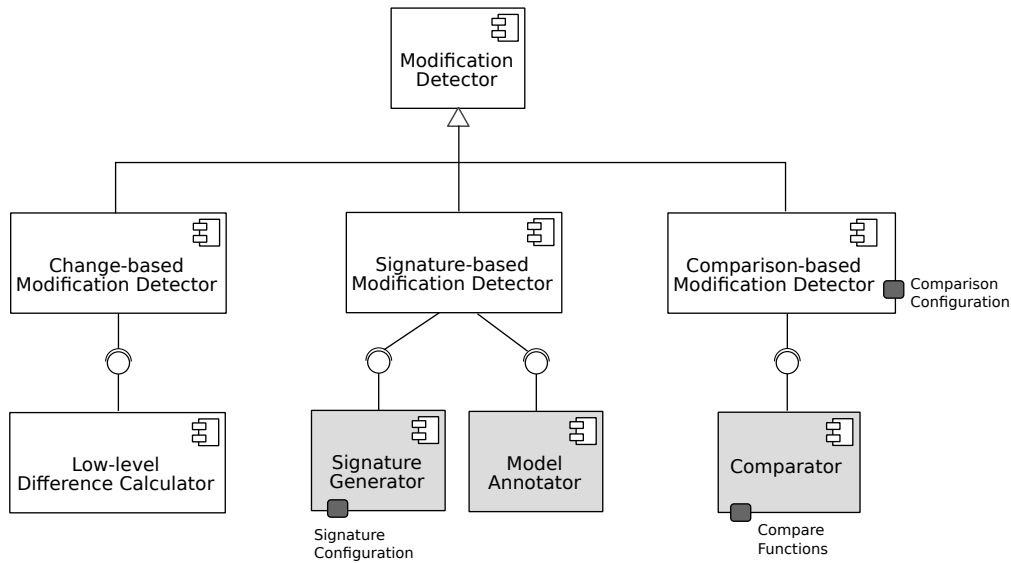 Modification
Detector
Change-based
Modification Detector
Signature-based
Modification Detector
Comparison-based
Modification Detector
Comparison
Configuration
Low-level
Difference Calculator
Signature
Generator
Model
Annotator
Comparator
Signature
Configuration
Compare
Functions